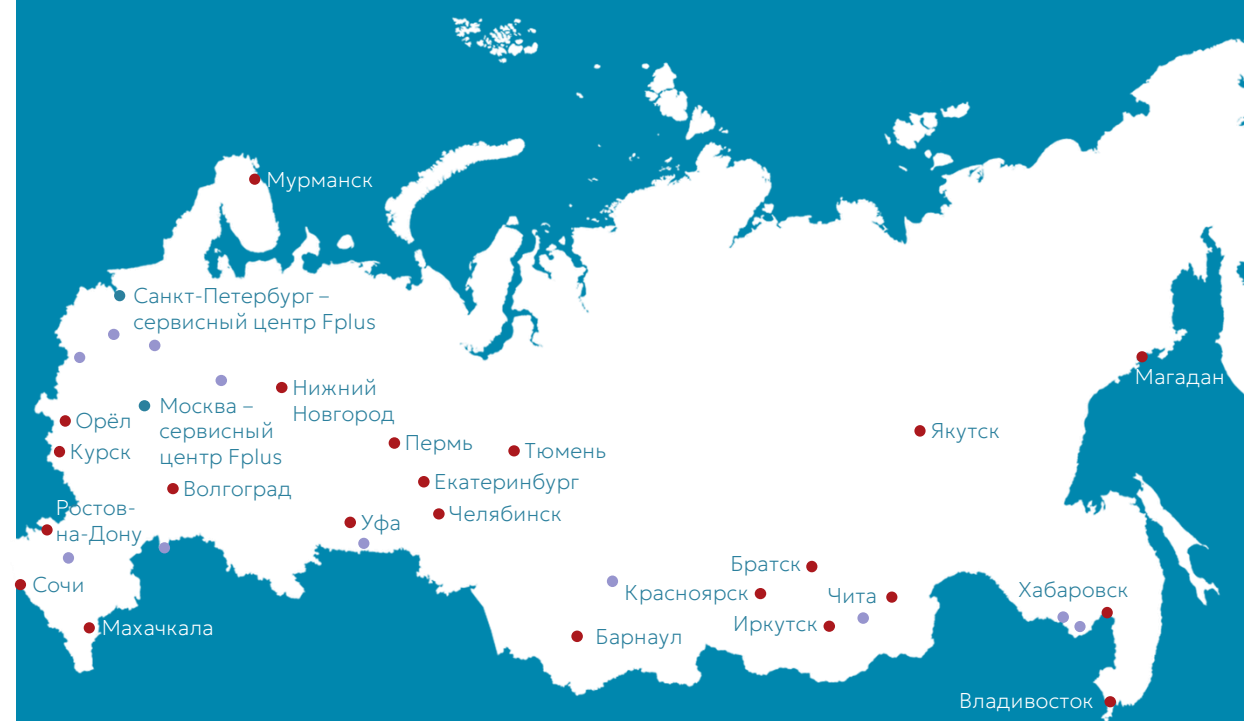 Мурманск
Санкт-Петербург –
сервисный центр Fplus
Москва –
сервисный
центр Fplus
Нижний
Новгород
Орёл
Курск
Пермь
Тюмень
Екатеринбург
Челябинск
Волгоград
Ростов-
на-Дону
Уфа
Сочи
Махачкала
Магадан
Якутск
Братск
Красноярск
Чита
Иркутск
Барнаул
Хабаровск
Владивосток